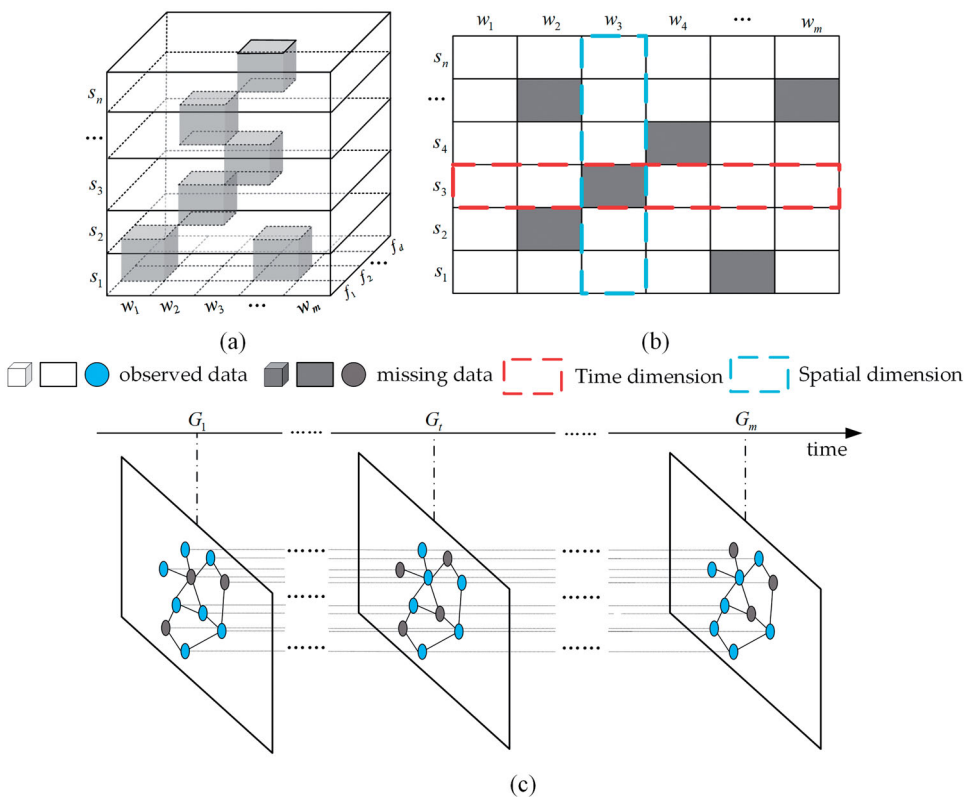 w₁ w₂ w₃ w₄ ... wₘ
sₙ
...
s₃
s₂
s₁
f_d
...
f₂
f₁
w₁ w₂ w₃ ... wₘ
(a)
sₙ
...
s₄
s₃
s₂
s₁
(b)
observed data missing data Time dimension Spatial dimension
G₁ ...... Gₜ ...... Gₘ
time
...... ......
...... ......
...... ......
(c)